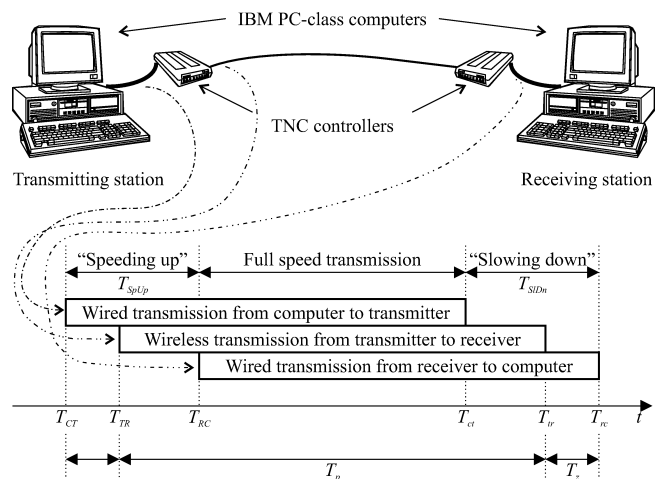 IBM PC-class computers
TNC controllers
Transmitting station
Receiving station
“Speeding up”
Full speed transmission
“Slowing down”
T_SpUp
T_SlDn
Wired transmission from computer to transmitter
Wireless transmission from transmitter to receiver
Wired transmission from receiver to computer
T_CT
T_TR
T_RC
T_ct
T_tr
T_rc
t
T_p
T_z